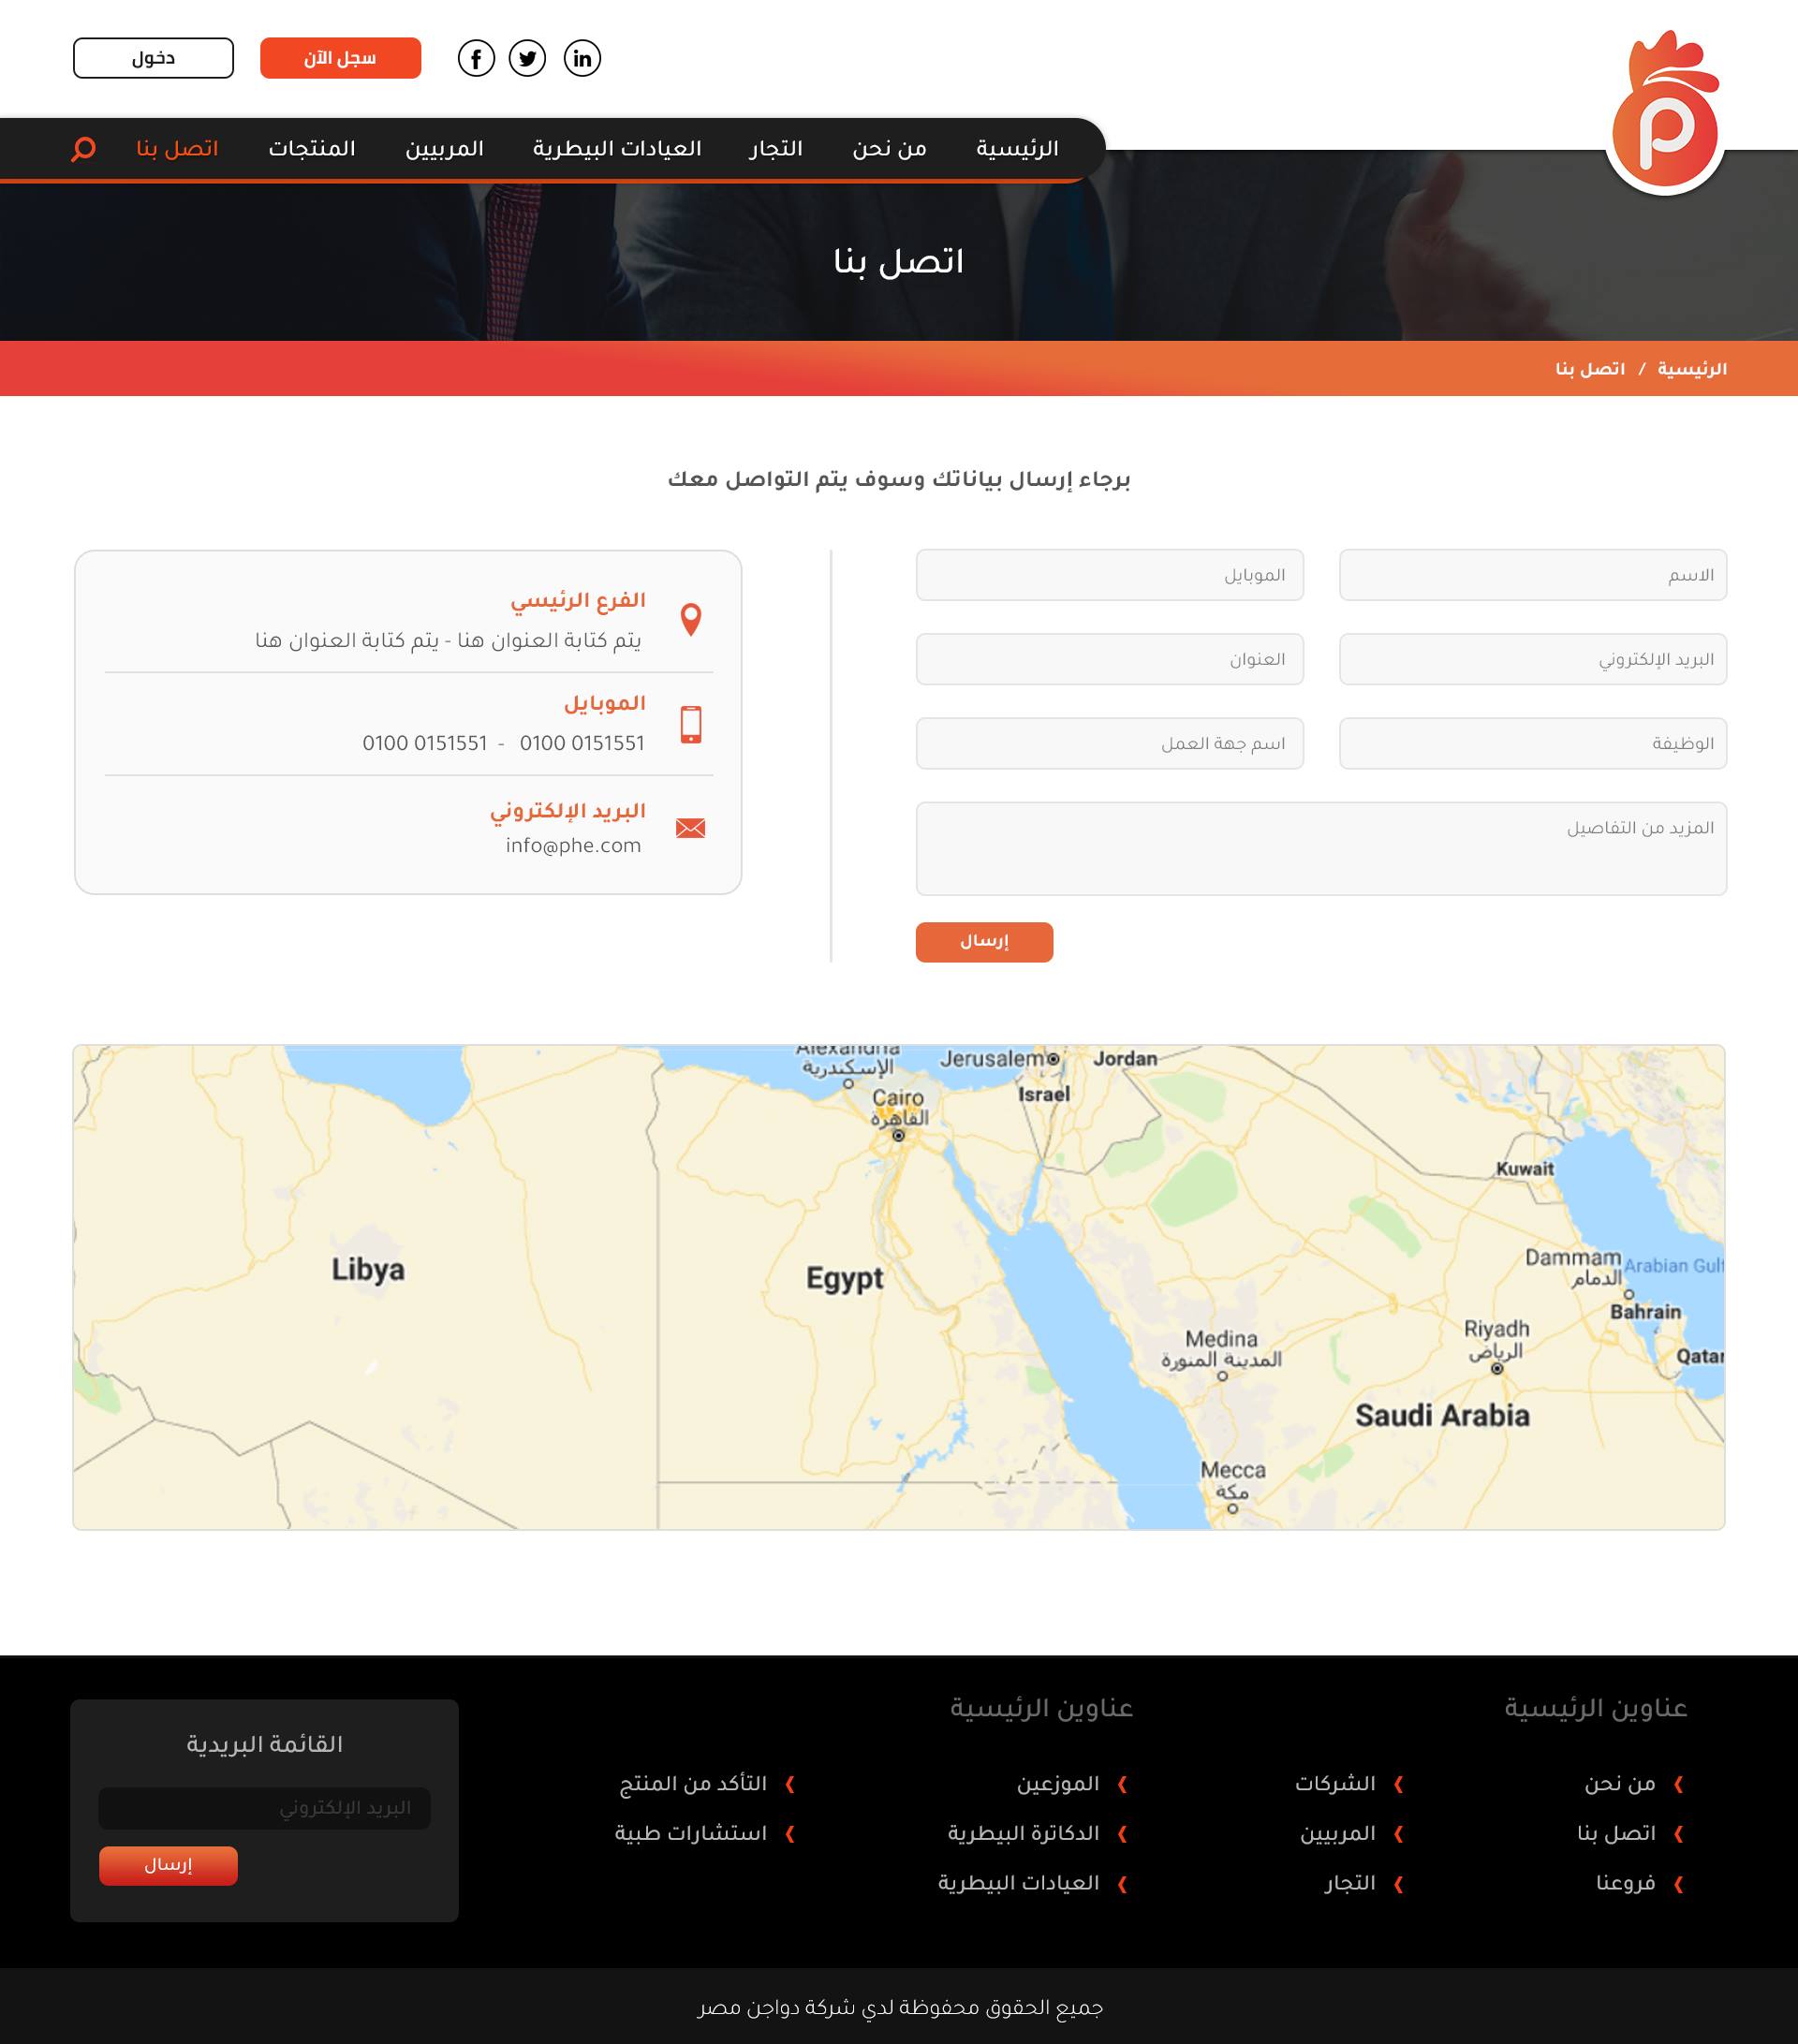 سجل الآن
دخول
الرئيسية
من نحن
التجار
العيادات البيطرية
المربيين
المنتجات
اتصل بنا
اتصل بنا
الرئيسية / اتصل بنا
برجاء إرسال بياناتك وسوف يتم التواصل معك
الاسم
الموبايل
البريد الإلكتروني
العنوان
الوظيفة
اسم جهة العمل
المزيد من التفاصيل
إرسال
الفرع الرئيسي
يتم كتابة العنوان هنا - يتم كتابة العنوان هنا
الموبايل
0100 0151551 - 0100 0151551
البريد الإلكتروني
info@phe.com
Alexandria
الإسكندرية
Jerusalem
Jordan
Israel
Cairo
القاهرة
Kuwait
Libya
Egypt
Dammam
الدمام
Arabian Gulf
Bahrain
Riyadh
الرياض
Qatar
Medina
المدينة المنورة
Saudi Arabia
Mecca
مكة
عناوين الرئيسية
من نحن
اتصل بنا
فروعنا
الشركات
المربيين
التجار
عناوين الرئيسية
الموزعين
الدكاترة البيطرية
العيادات البيطرية
التأكد من المنتج
استشارات طبية
القائمة البريدية
البريد الإلكتروني
إرسال
جميع الحقوق محفوظة لدي شركة دواجن مصر